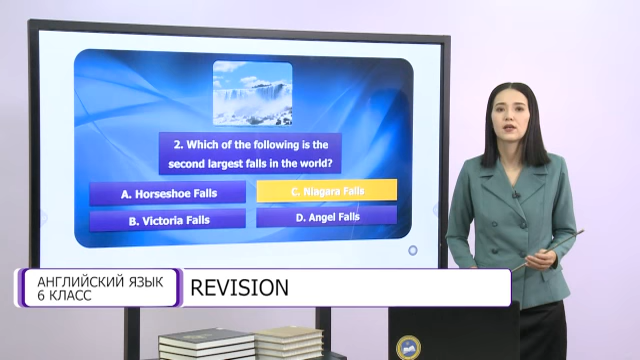 2. Which of the following is the
second largest falls in the world?
A. Horseshoe Falls
C. Niagara Falls
B. Victoria Falls
D. Angel Falls
АНГЛИЙСКИЙ ЯЗЫК
6 КЛАСС
REVISION